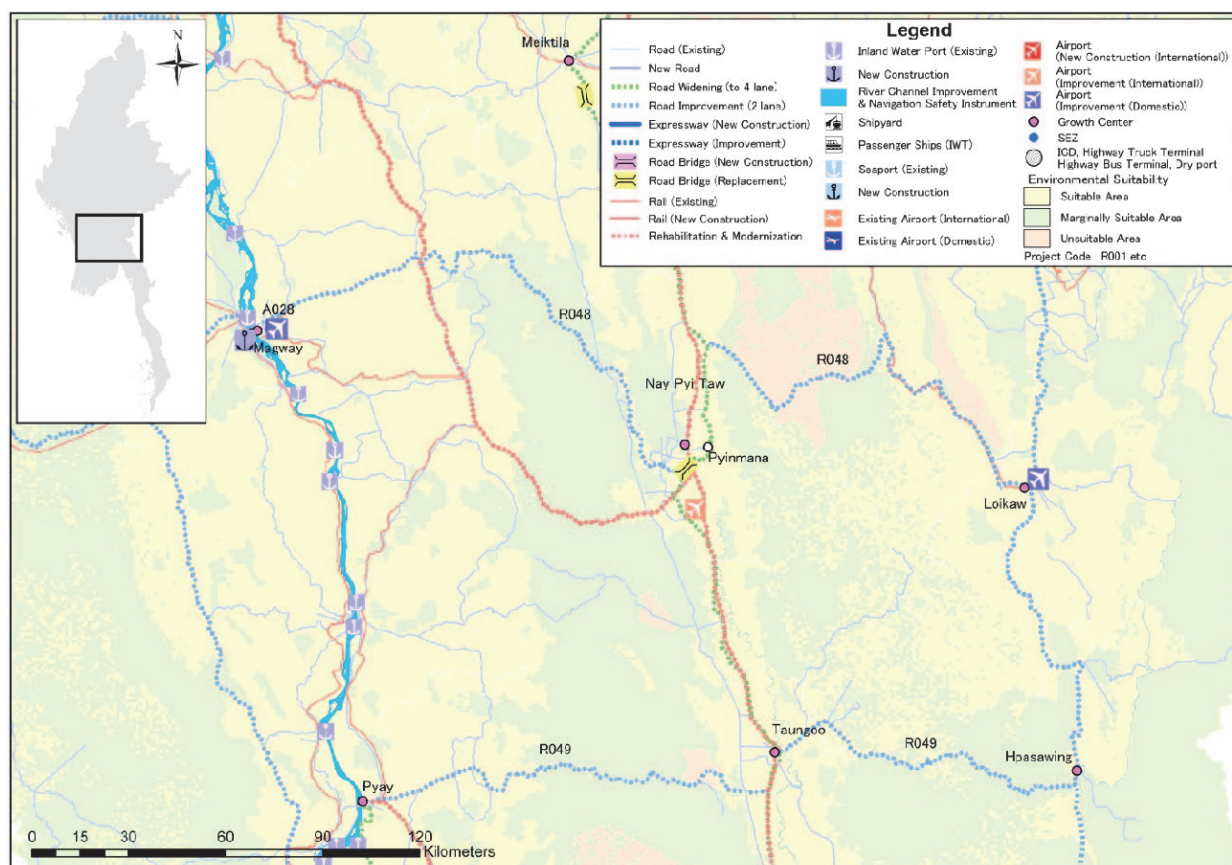 N
Meiktila
Legend
Road (Existing)
New Road
Road Widening (to 4 lane)
Road Improvement (2 lane)
Expressway (New Construction)
Expressway (Improvement)
Road Bridge (New Construction)
Road Bridge (Replacement)
Rail (Existing)
Rail (New Construction)
Rehabilitation & Modernization
Inland Water Port (Existing)
New Construction
River Channel Improvement
& Navigation Safety Instrument
Shipyard
Passenger Ships (IWT)
Seaport (Existing)
New Construction
Existing Airport (International)
Existing Airport (Domestic)
Airport
(New Construction (International))
Airport
(Improvement (International))
Airport
(Improvement (Domestic))
Growth Center
SEZ
ICD, Highway Truck Terminal
Highway Bus Terminal, Dry port
Environmental Suitability
Suitable Area
Marginally Suitable Area
Unsuitable Area
Project Code R001 etc
A028
Magway
R048
R048
Nay Pyi Taw
Pyinmana
Loikaw
Taungoo
R049
R049
Hpasawing
Pyay
0 15 30 60 90 120
Kilometers